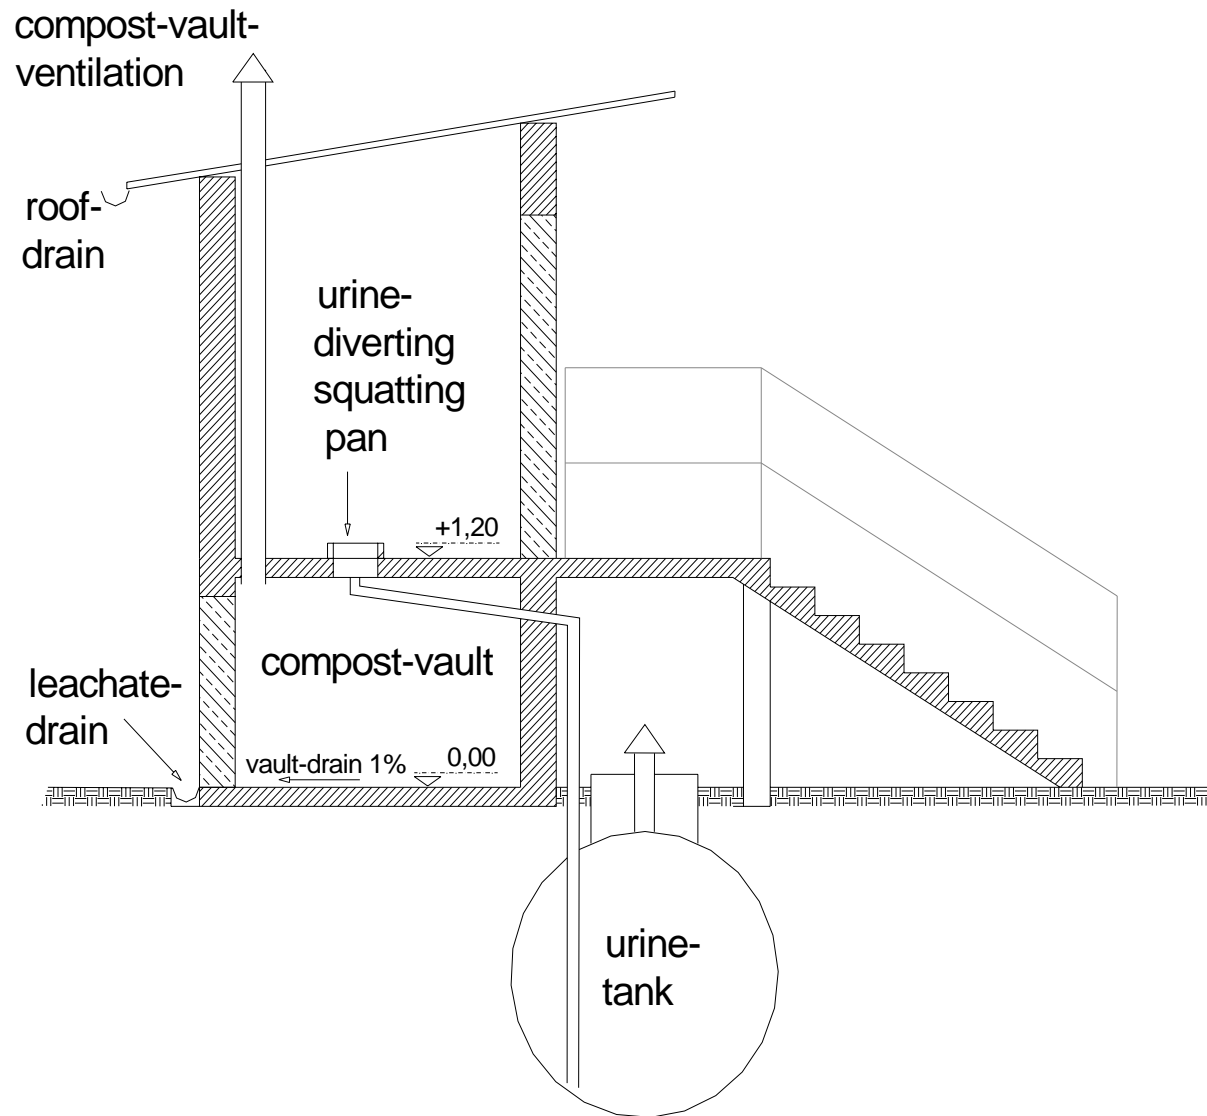 compost-vault-
ventilation
roof-
drain
urine-
diverting
squatting
pan
+1,20
compost-vault
leachate-
drain
vault-drain 1%
0,00
urine-
tank